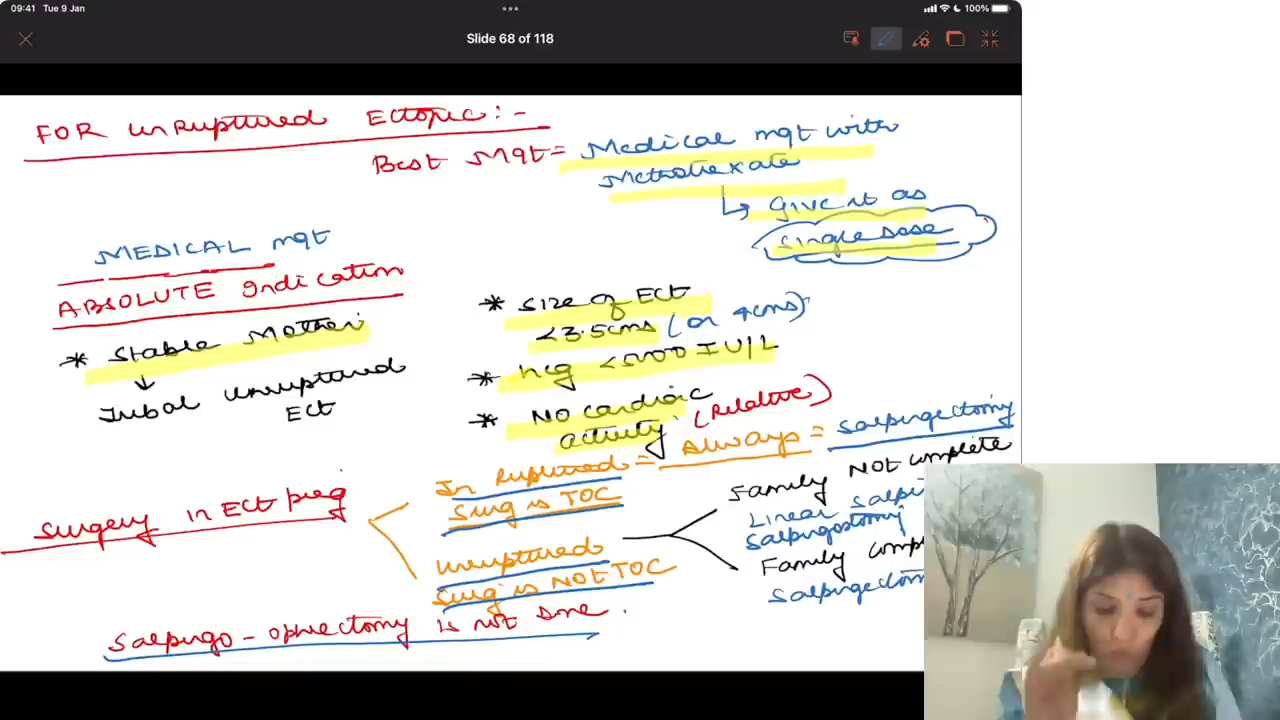 09:41 Tue 9 Jan
100%
Slide 68 of 118
FOR unRuptured Ectopic:-
Best Mgt= Medical mgt with
Methotrexate
↳ Give it as
single dose
MEDICAL mgt
ABSOLUTE Indication
* Stable Mother
↓
Tubal unruptured
Ect
* size of Ect
<3.5cms (or 4cms)
* hcg <5000 IU/L
* No cardiac
activity (Relative)
Surgery in Ect preg
In Ruptured = Always = Salpingectomy
Surg is TOC
unruptured
Surg is NOT TOC
Family NOT complete
Linear
Salpingostomy
Family
Salpingo-ophrectomy is not done.